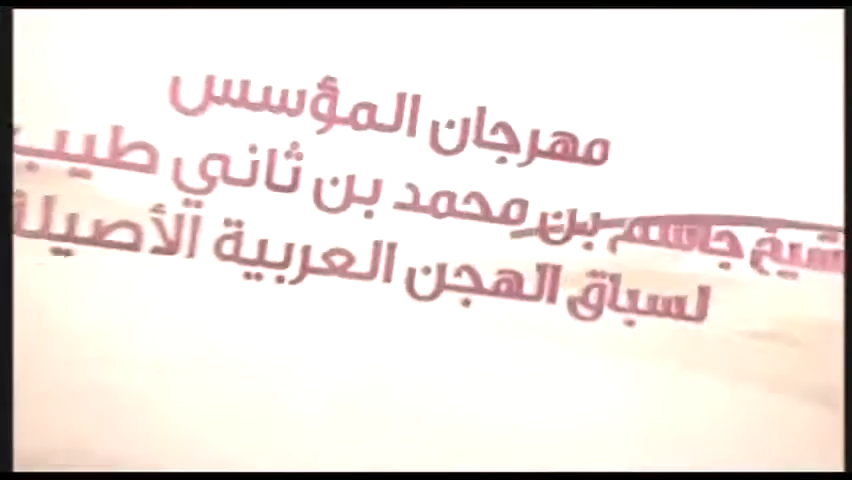 مهرجان المؤسس
شيخ جاسم بن محمد بن ثاني طيب
لسباق الهجن العربية الأصيلة